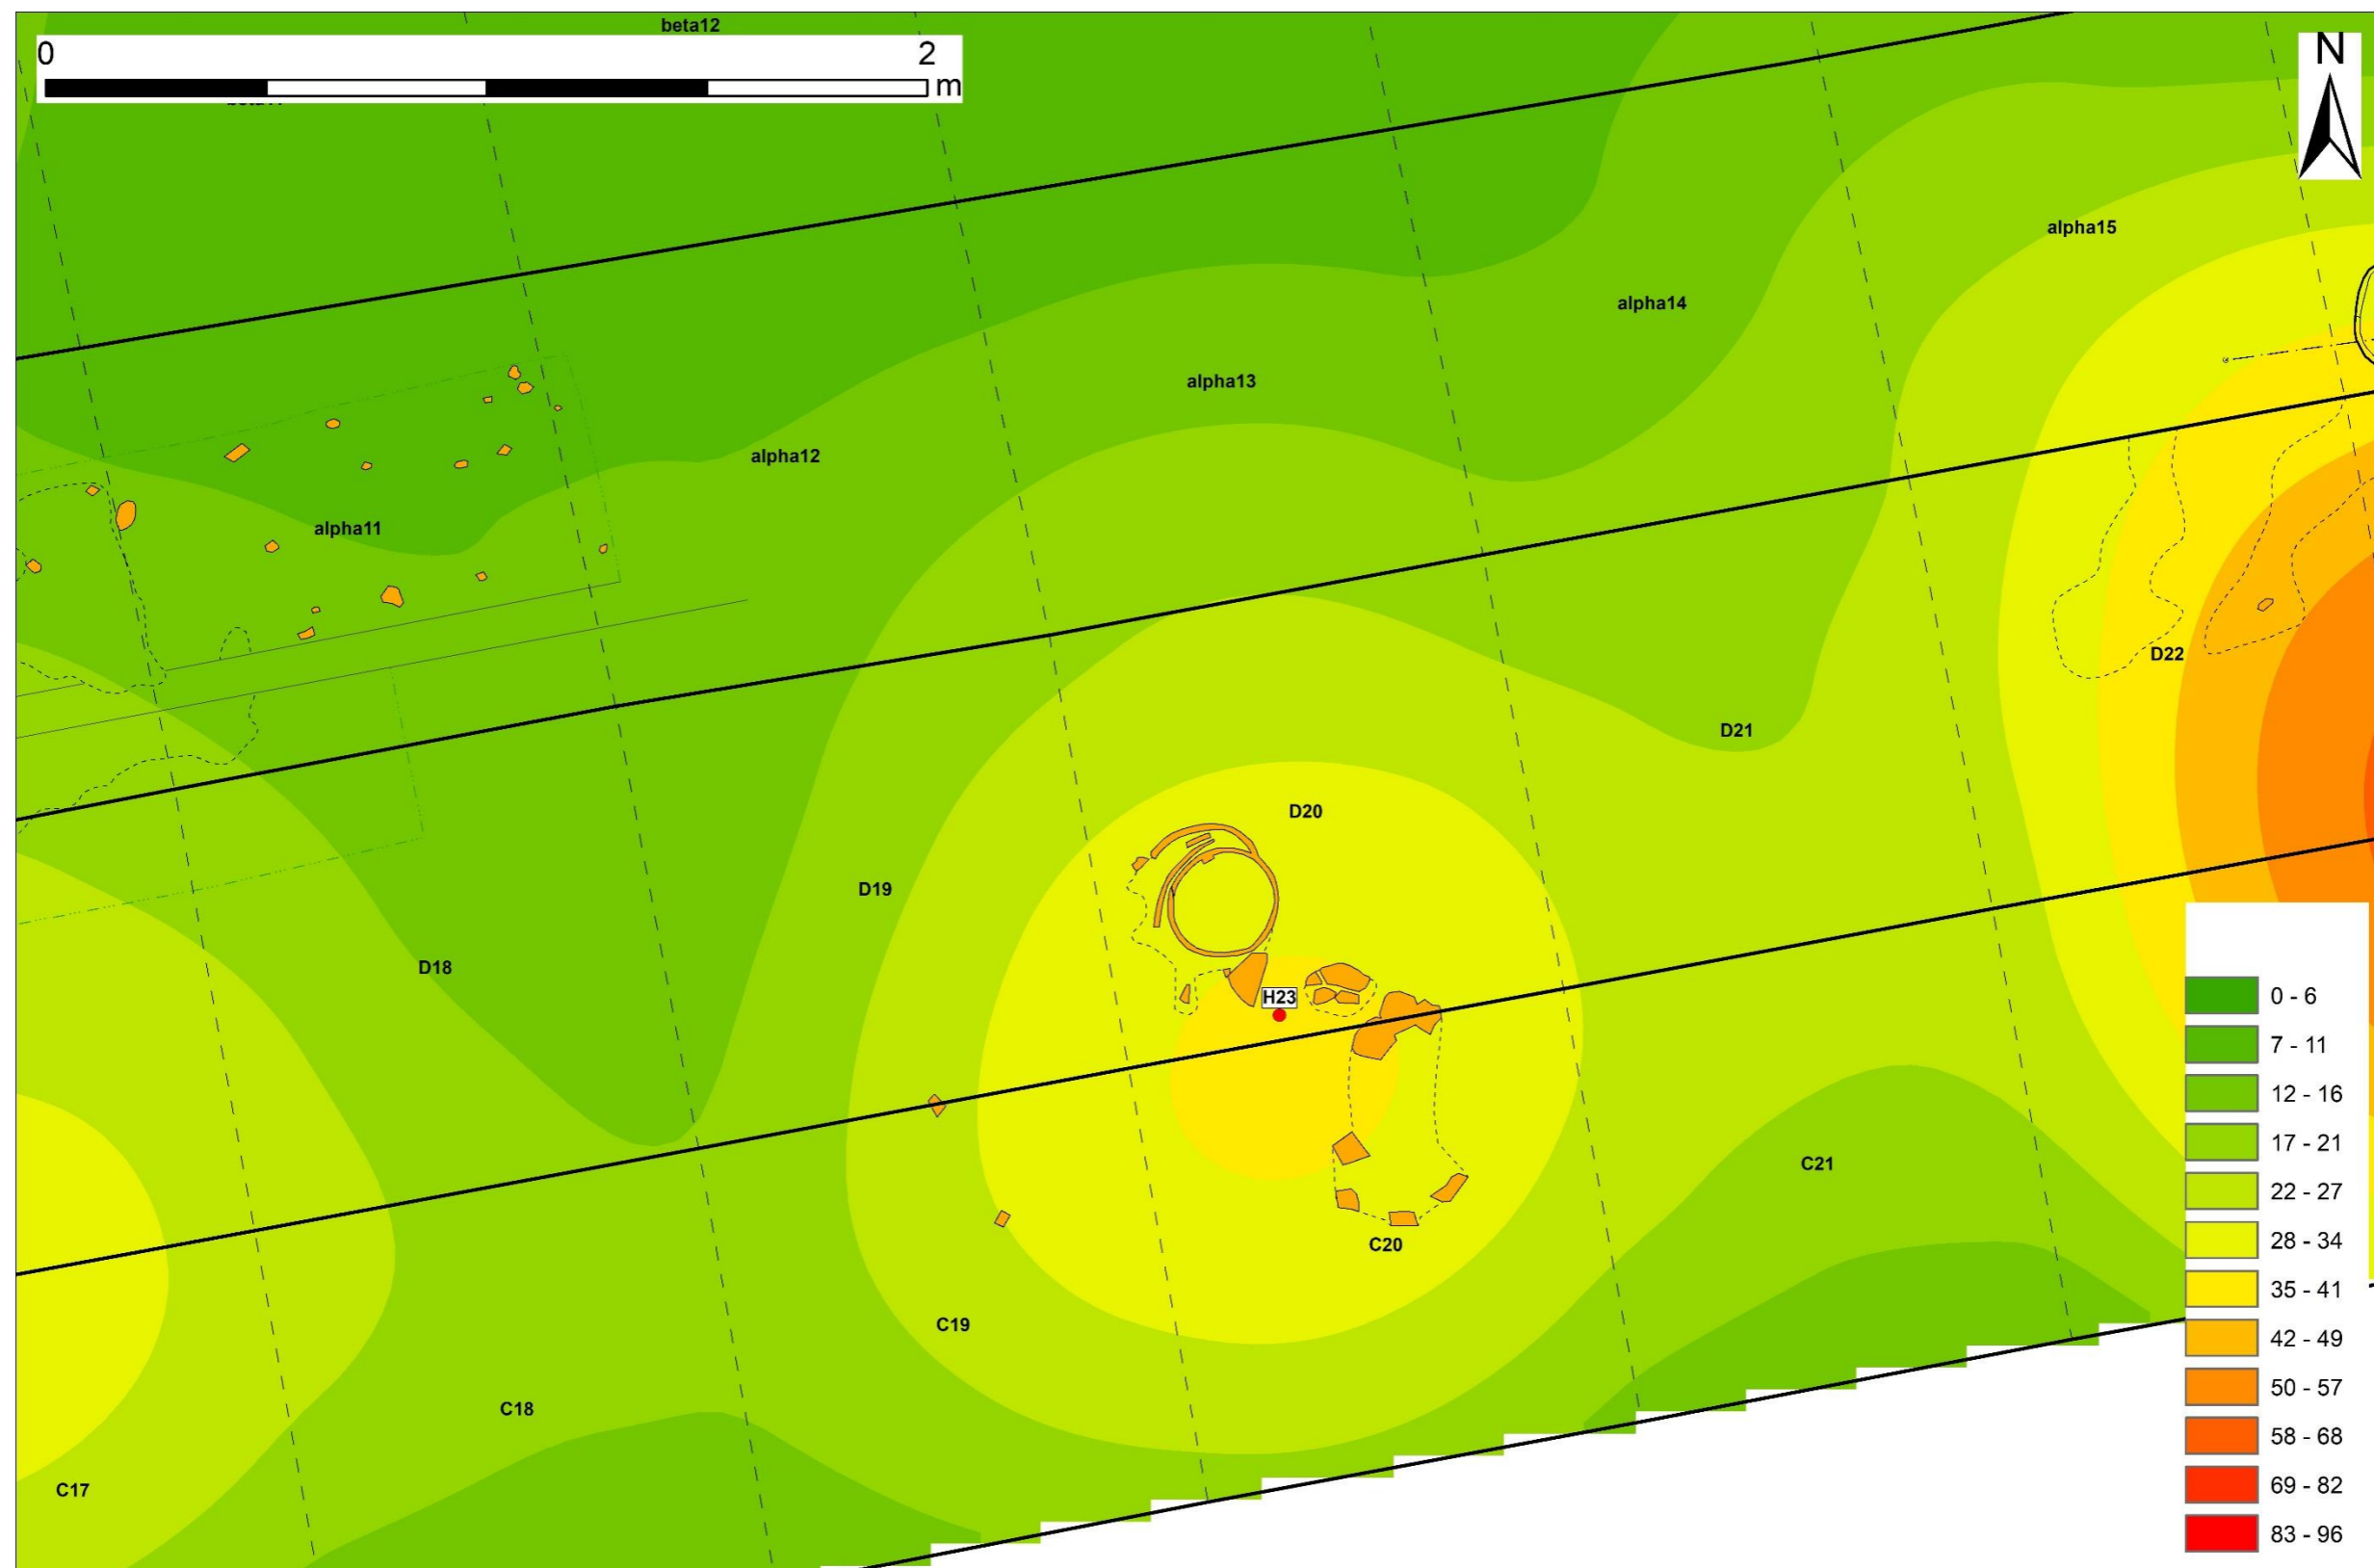 beta12
0 2
m
N
alpha15
alpha14
alpha13
alpha12
alpha11
D22
D21
D20
D19
D18
H23
C21
C20
C19
C18
C17
0 - 6
7 - 11
12 - 16
17 - 21
22 - 27
28 - 34
35 - 41
42 - 49
50 - 57
58 - 68
69 - 82
83 - 96